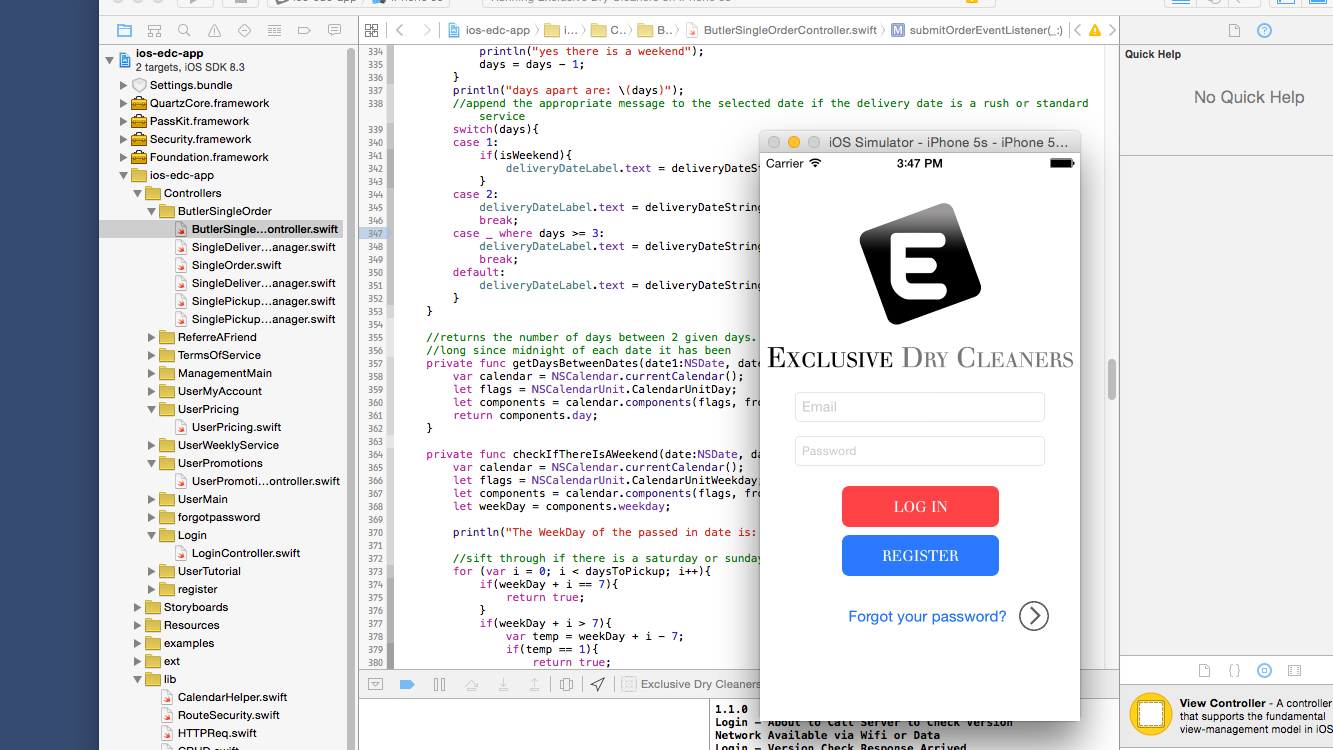 ios-edc-app
i...
C..
B..
ButlerSingleOrderController.swift
submitOrderEventListener(_:)
ios-edc-app
2 targets, iOS SDK 8.3
Settings.bundle
QuartzCore.framework
PassKit.framework
Security.framework
Foundation.framework
ios-edc-app
Controllers
ButlerSingleOrder
ButlerSingle...ontroller.swift
SingleDeliver...anager.swift
SingleOrder.swift
SingleDeliver...anager.swift
SinglePickup...anager.swift
SinglePickup...anager.swift
ReferreAFriend
TermsOfService
ManagementMain
UserMyAccount
UserPricing
UserPricing.swift
UserWeeklyService
UserPromotions
UserPromoti...ontroller.swift
UserMain
forgotpassword
Login
LoginController.swift
UserTutorial
register
Storyboards
Resources
examples
ext
lib
CalendarHelper.swift
RouteSecurity.swift
HTTPReq.swift
CRUD.swift
334 println("yes there is a weekend");
335 days = days - 1;
336 }
337 println("days apart are: \(days)");
338 //append the appropriate message to the selected date if the delivery date is a rush or standard
service
339 switch(days){
340 case 1:
341 if(isWeekend){
342 deliveryDateLabel.text = deliveryDateSt
343 }
344 case 2:
345 deliveryDateLabel.text = deliveryDateString
346 break;
347 case _ where days >= 3:
348 deliveryDateLabel.text = deliveryDateString
349 break;
350 default:
351 deliveryDateLabel.text = deliveryDateString
352 }
353 }
354
355 //returns the number of days between 2 given days.
356 //long since midnight of each date it has been
357 private func getDaysBetweenDates(date1:NSDate, date
358 var calendar = NSCalendar.currentCalendar();
359 let flags = NSCalendarUnit.CalendarUnitDay;
360 let components = calendar.components(flags, fro
361 return components.day;
362 }
363
364 private func checkIfThereIsAWeekend(date:NSDate, da
365 var calendar = NSCalendar.currentCalendar();
366 let flags = NSCalendarUnit.CalendarUnitWeekday;
367 let components = calendar.components(flags, fro
368 let weekDay = components.weekday;
369
370 println("The WeekDay of the passed in date is:
371
372 //sift through if there is a saturday or sunday
373 for (var i = 0; i < daysToPickup; i++){
374 if(weekDay + i == 7){
375 return true;
376 }
377 if(weekDay + i > 7){
378 var temp = weekDay + i - 7;
379 if(temp == 1){
380 return true;
Exclusive Dry Cleaners
1.1.0
Login - About to Call Server to Check Version
Network Available via Wifi or Data
Login - Version Check Response Arrived
iOS Simulator - iPhone 5s - iPhone 5...
Carrier
3:47 PM
E
EXCLUSIVE DRY CLEANERS
Email
Password
LOG IN
REGISTER
Forgot your password?
Quick Help
No Quick Help
{}
View Controller - A controller
that supports the fundamental
view-management model in iOS